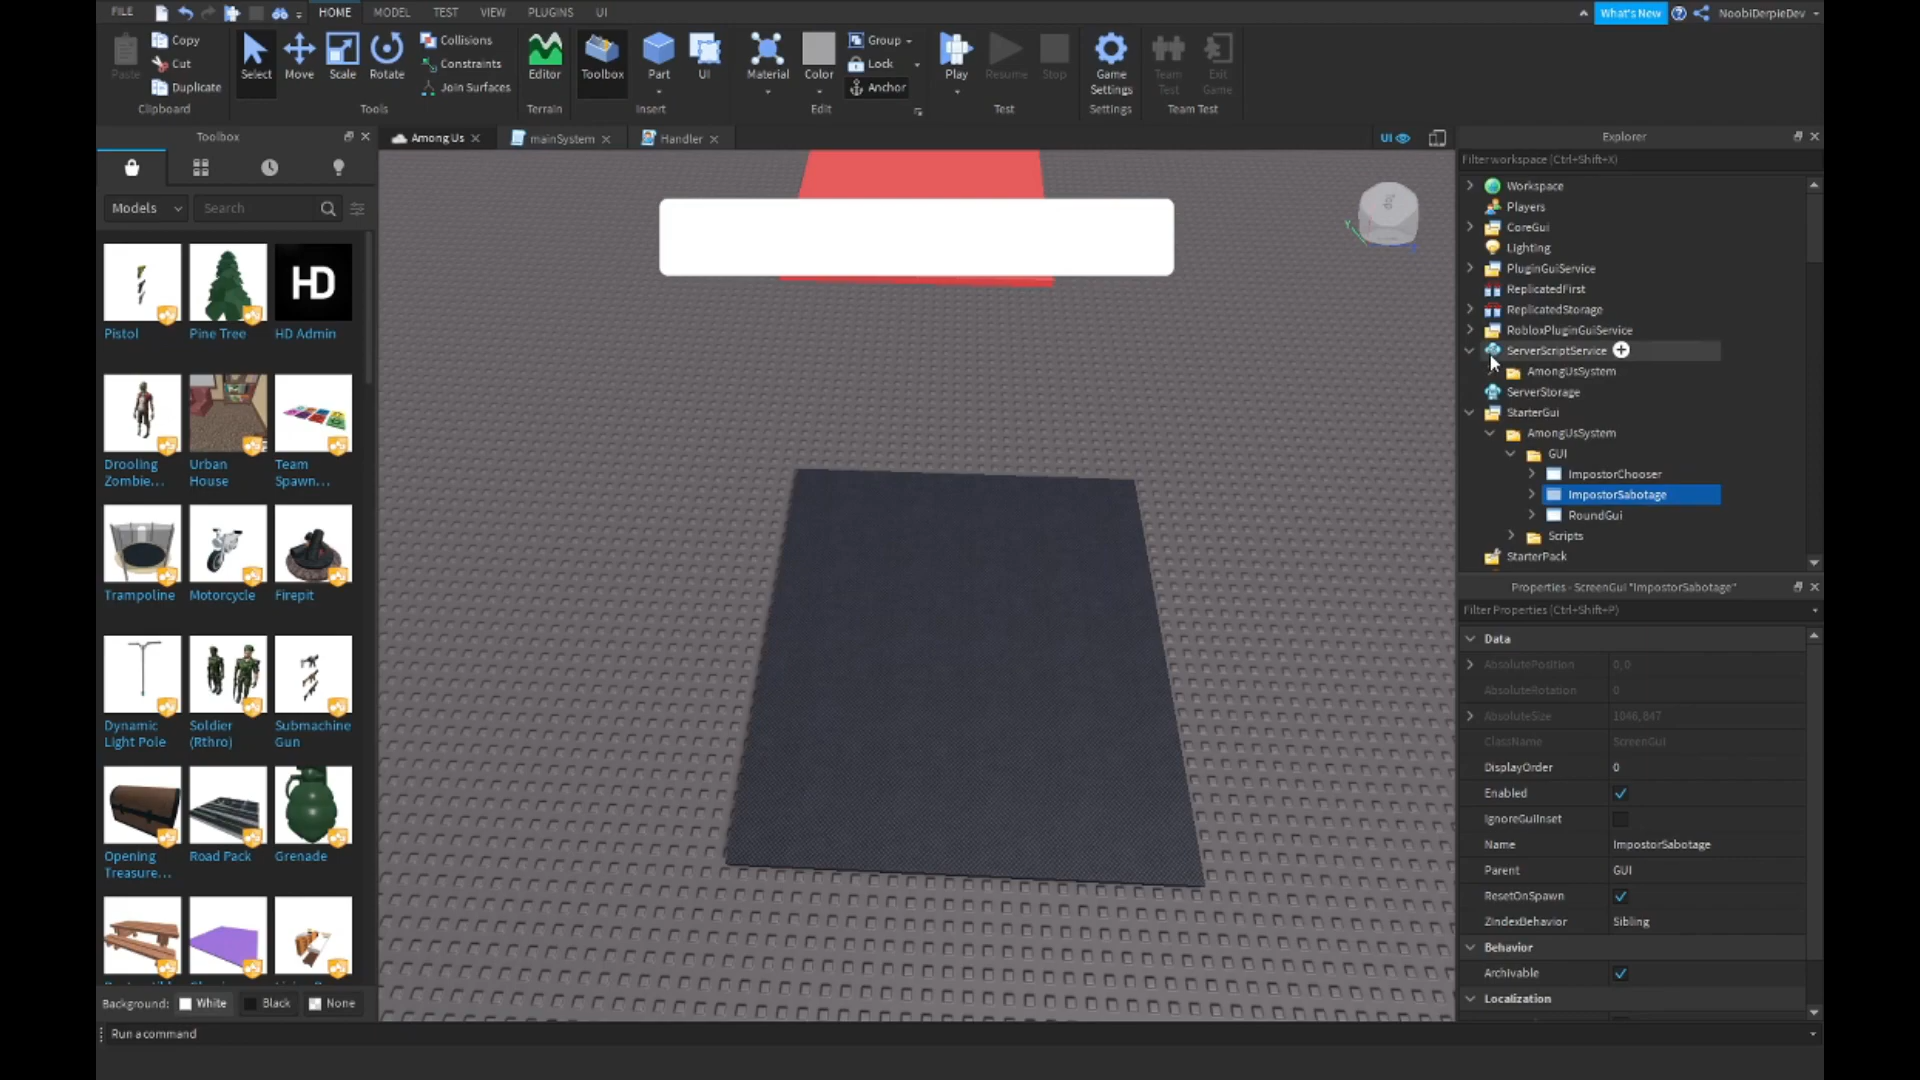 FILE
HOME
MODEL
TEST
VIEW
PLUGINS
UI
What's New
NoobiDerpieDev
Paste
Copy
Cut
Duplicate
Clipboard
Select
Move
Scale
Rotate
Collisions
Constraints
Join Surfaces
Tools
Editor
Terrain
Toolbox
Part
UI
Insert
Material
Color
Group
Lock
Anchor
Edit
Play
Resume
Stop
Test
Game
Settings
Settings
Team
Test
Exit
Game
Team Test
Toolbox
Models
Search
Pistol
Pine Tree
HD
HD Admin
Drooling
Zombie...
Urban
House
Team
Spawn...
Trampoline
Motorcycle
Firepit
Dynamic
Light Pole
Soldier
(Rthro)
Submachine
Gun
Opening
Treasure...
Road Pack
Grenade
Background:
White
Black
None
Run a command
Among Us
mainSystem
Handler
UI
Explorer
Filter workspace (Ctrl+Shift+X)
Workspace
Players
CoreGui
Lighting
PluginGuiService
ReplicatedFirst
ReplicatedStorage
RobloxPluginGuiService
ServerScriptService
AmongUsSystem
ServerStorage
StarterGui
AmongUsSystem
GUI
ImpostorChooser
ImpostorSabotage
RoundGui
Scripts
StarterPack
Properties - ScreenGui "ImpostorSabotage"
Filter Properties (Ctrl+Shift+P)
Data
AbsolutePosition 0, 0
AbsoluteRotation 0
AbsoluteSize 1046, 847
ClassName ScreenGui
DisplayOrder 0
Enabled
IgnoreGuiInset
Name ImpostorSabotage
Parent GUI
ResetOnSpawn
ZIndexBehavior Sibling
Behavior
Archivable
Localization